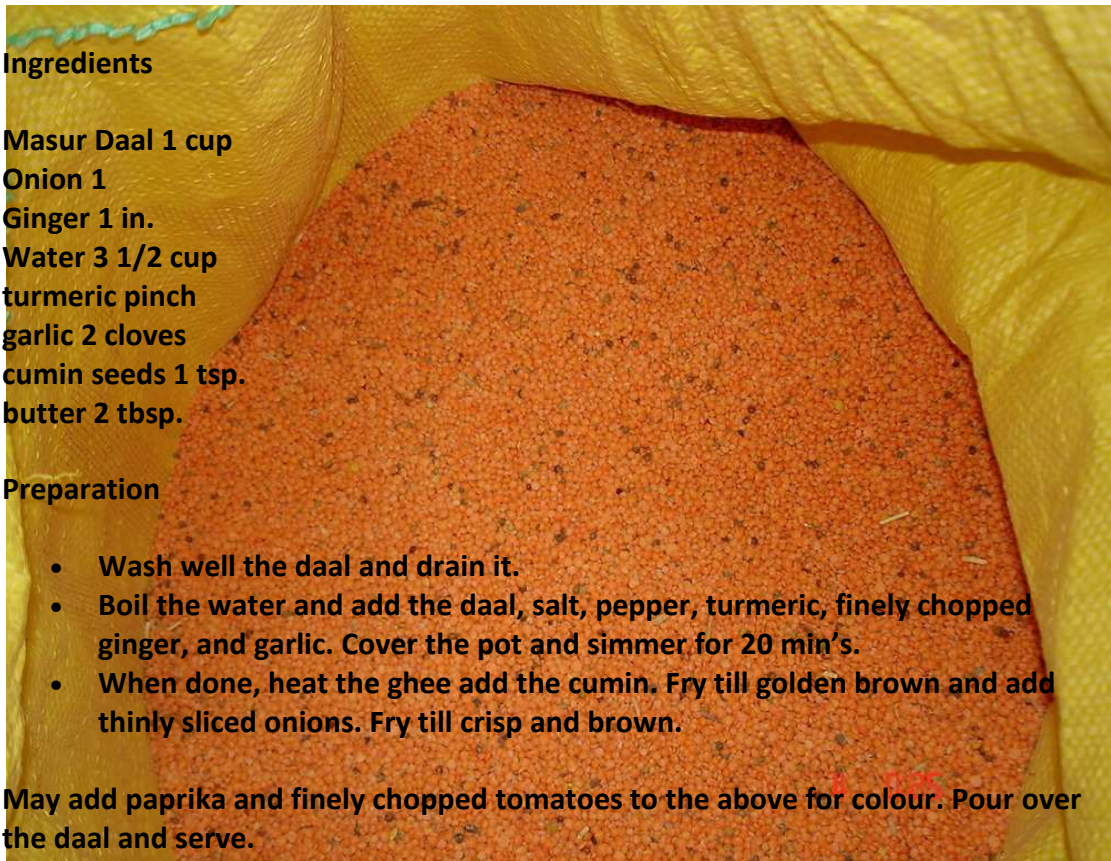 Ingredients
Masur Daal 1 cup
Onion 1
Ginger 1 in.
Water 3 1/2 cup
turmeric pinch
garlic 2 cloves
cumin seeds 1 tsp.
butter 2 tbsp.
Preparation
• Wash well the daal and drain it.
• Boil the water and add the daal, salt, pepper, turmeric, finely chopped
ginger, and garlic. Cover the pot and simmer for 20 min's.
• When done, heat the ghee add the cumin. Fry till golden brown and add
thinly sliced onions. Fry till crisp and brown.
May add paprika and finely chopped tomatoes to the above for colour. Pour over
the daal and serve.